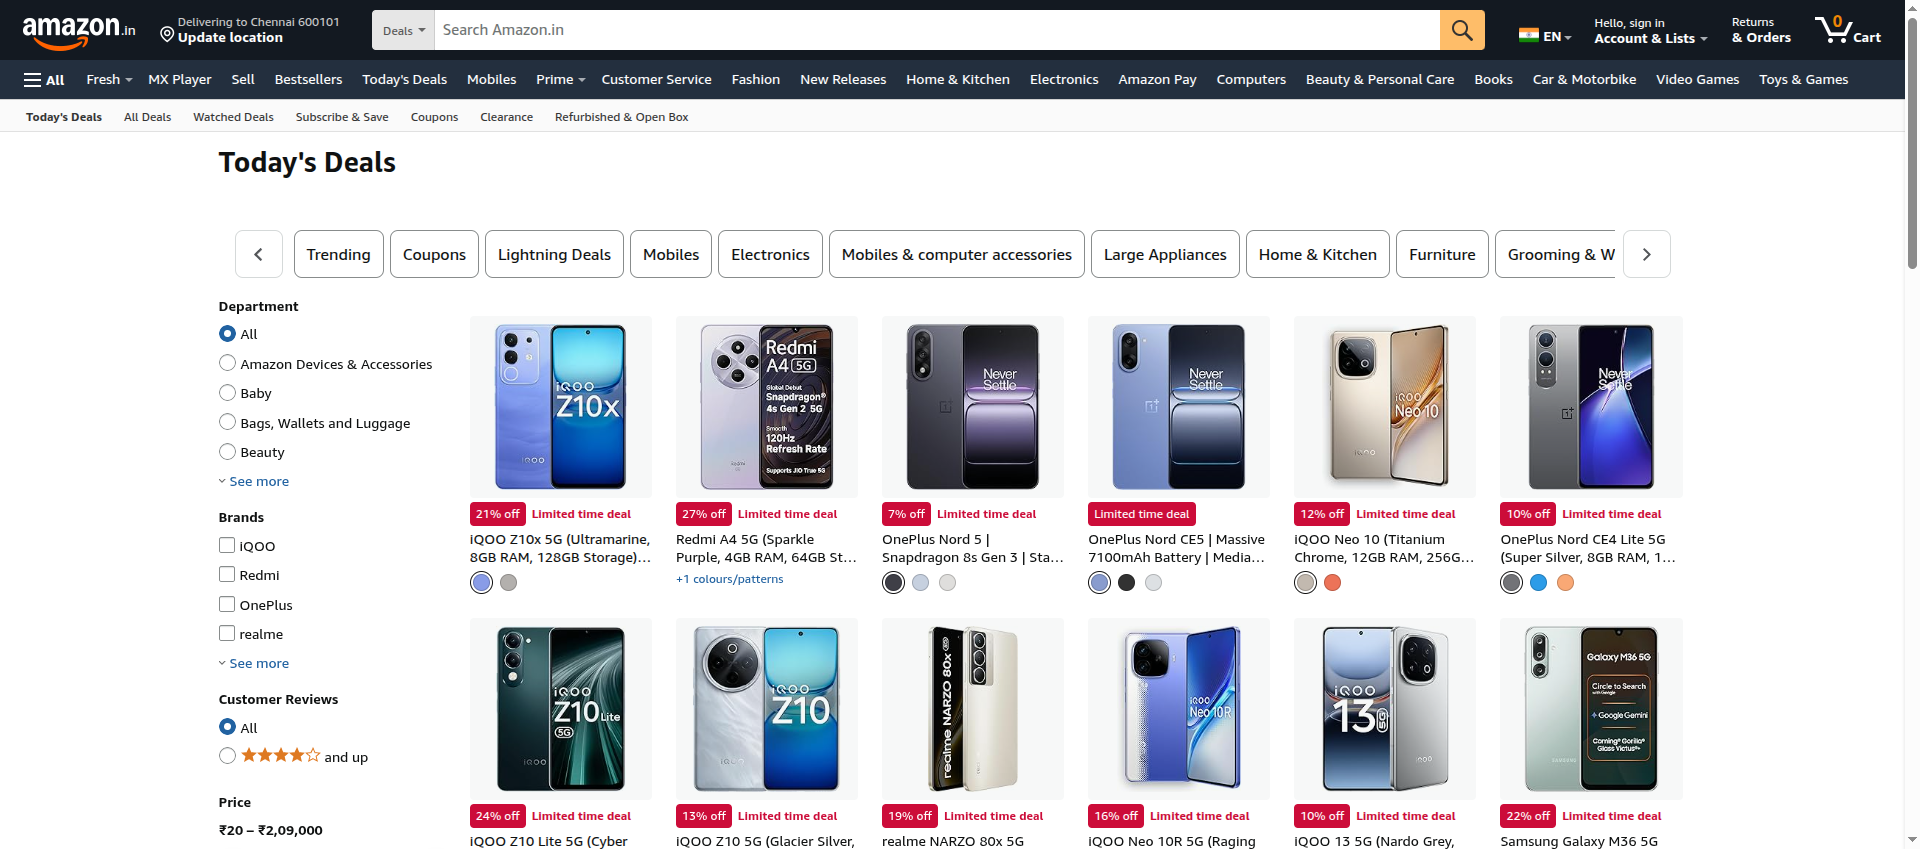 amazon.in
Delivering to Chennai 600101
Update location
Deals
Search Amazon.in
EN
Hello, sign in
Account & Lists
Returns
& Orders
0
Cart
All
Fresh
MX Player
Sell
Bestsellers
Today's Deals
Mobiles
Prime
Customer Service
Fashion
New Releases
Home & Kitchen
Electronics
Amazon Pay
Computers
Beauty & Personal Care
Books
Car & Motorbike
Video Games
Toys & Games
Today's Deals
All Deals
Watched Deals
Subscribe & Save
Coupons
Clearance
Refurbished & Open Box
Today's Deals
Trending
Coupons
Lightning Deals
Mobiles
Electronics
Mobiles & computer accessories
Large Appliances
Home & Kitchen
Furniture
Grooming & W
Department
All
Amazon Devices & Accessories
Baby
Bags, Wallets and Luggage
Beauty
See more
Brands
iQOO
Redmi
OnePlus
realme
See more
Customer Reviews
All
and up
Price
₹20 – ₹2,09,000
iQOO
Z10x
iQOO
21% off
Limited time deal
iQOO Z10x 5G (Ultramarine,
8GB RAM, 128GB Storage)...
Redmi
A4 5G
Global Debut
Snapdragon®
4s Gen 2 5G
Smooth
120Hz
Refresh Rate
Supports JIO True 5G
27% off
Limited time deal
Redmi A4 5G (Sparkle
Purple, 4GB RAM, 64GB St...
+1 colours/patterns
Never
Settle
7% off
Limited time deal
OnePlus Nord 5 |
Snapdragon 8s Gen 3 | Sta...
Never
Settle
Limited time deal
OnePlus Nord CE5 | Massive
7100mAh Battery | Media...
iQOO
Neo 10
iQOO
12% off
Limited time deal
iQOO Neo 10 (Titanium
Chrome, 12GB RAM, 256G...
Never
Settle
10% off
Limited time deal
OnePlus Nord CE4 Lite 5G
(Super Silver, 8GB RAM, 1...
iQOO
Z10 Lite
5G
iQOO
24% off
Limited time deal
iQOO Z10 Lite 5G (Cyber
iQOO
Z10
iQOO
13% off
Limited time deal
iQOO Z10 5G (Glacier Silver,
realme NARZO 80x 5G
19% off
Limited time deal
realme NARZO 80x 5G
iQOO
Neo 10R
16% off
Limited time deal
iQOO Neo 10R 5G (Raging
iQOO
13 5G
iQOO
10% off
Limited time deal
iQOO 13 5G (Nardo Grey,
Galaxy M36 5G
Circle to Search
with Google
Google Gemini
Corning® Gorilla®
Glass Victus®+
SAMSUNG
22% off
Limited time deal
Samsung Galaxy M36 5G